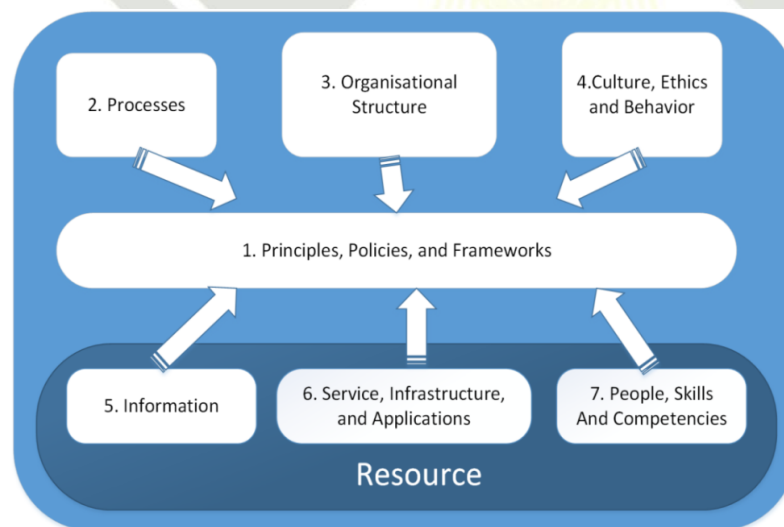 2. Processes
3. Organisational
Structure
4.Culture, Ethics
and Behavior
1. Principles, Policies, and Frameworks
5. Information
6. Service, Infrastructure,
and Applications
7. People, Skills
And Competencies
Resource